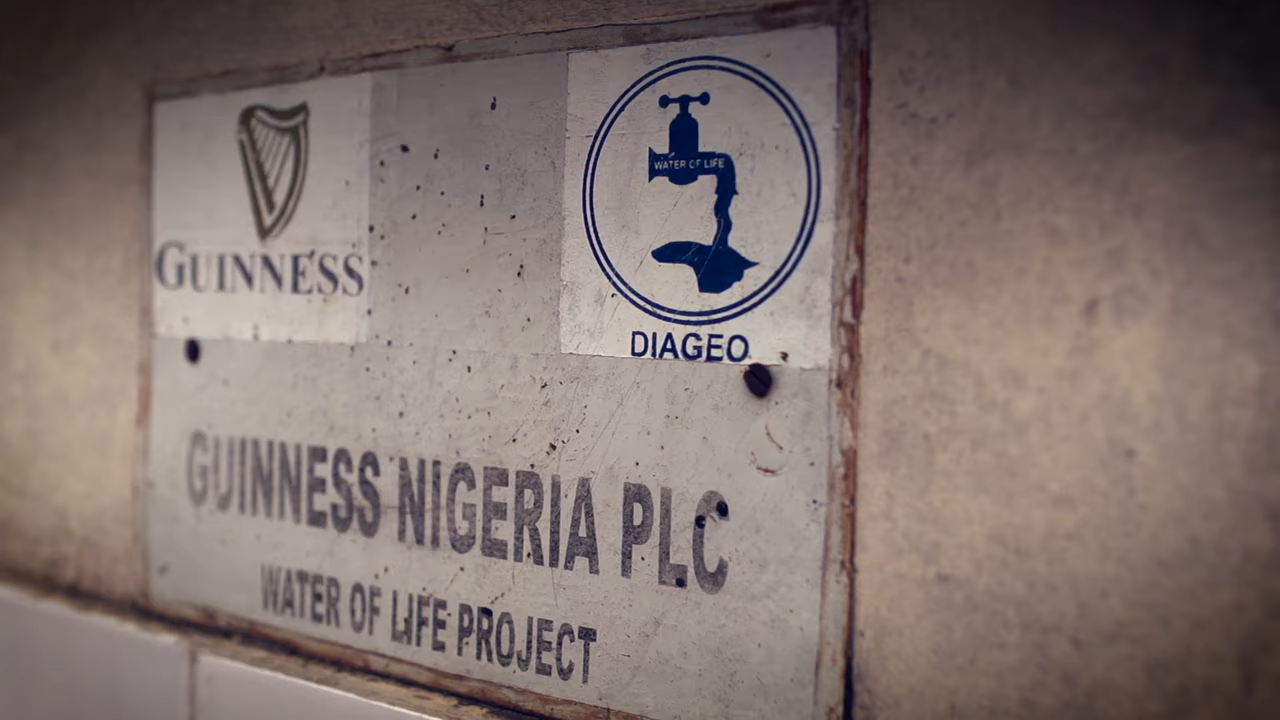 GUINNESS
WATER OF LIFE
DIAGEO
GUINNESS NIGERIA PLC
WATER OF LIFE PROJECT